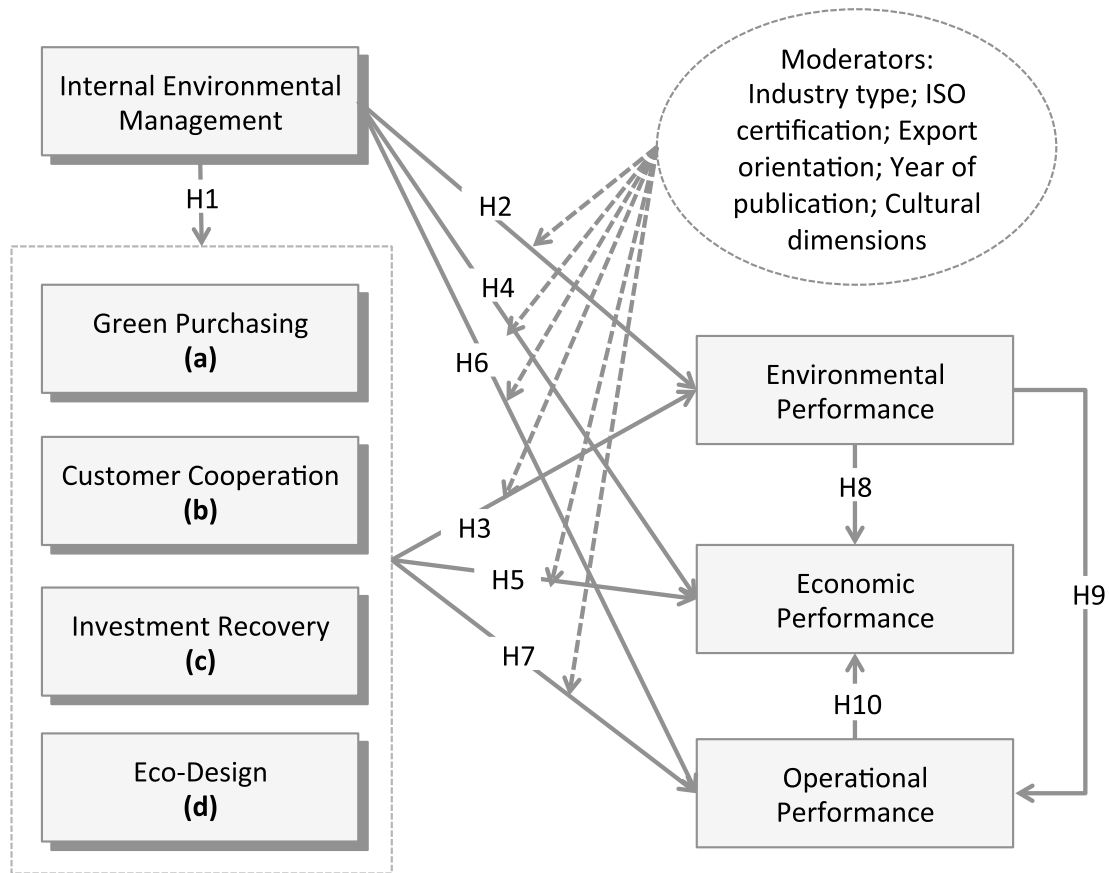 Internal Environmental
Management
H1
Green Purchasing
(a)
Customer Cooperation
(b)
Investment Recovery
(c)
Eco-Design
(d)
H2
H4
H6
H3
H5
H7
Moderators:
Industry type; ISO
certification; Export
orientation; Year of
publication; Cultural
dimensions
Environmental
Performance
H8
Economic
Performance
H9
H10
Operational
Performance